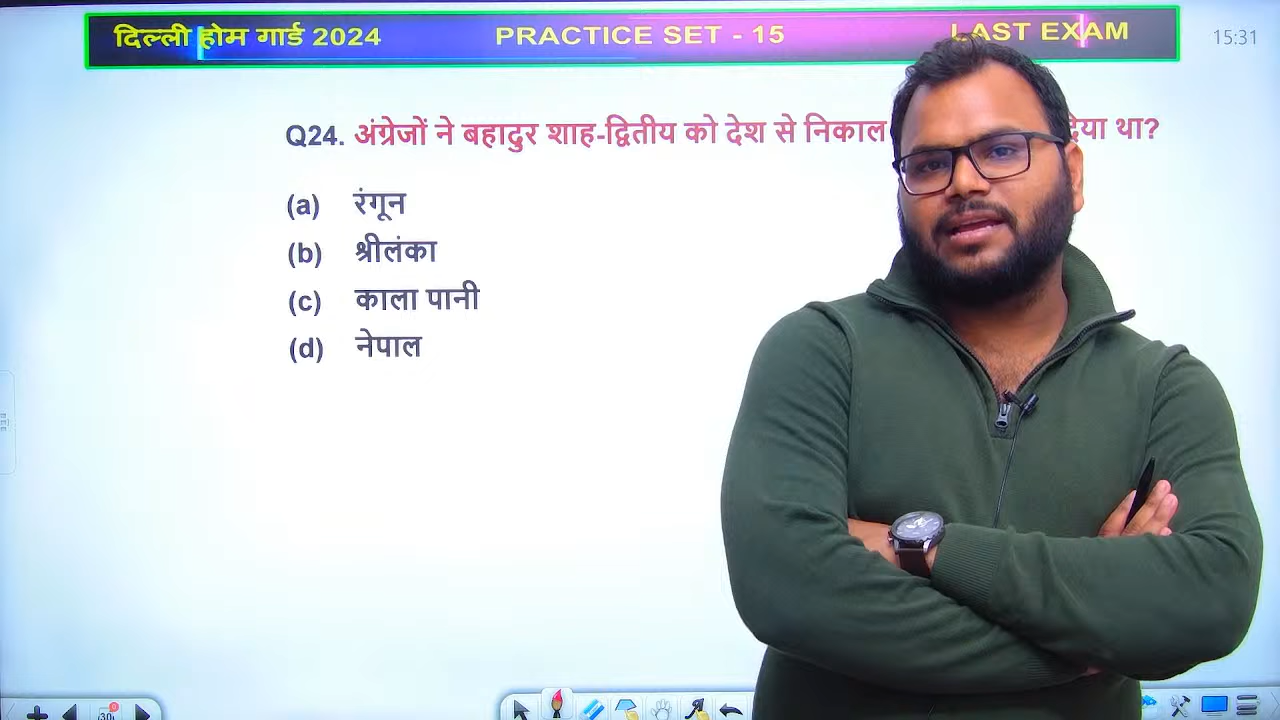 दिल्ली होम गार्ड 2024 PRACTICE SET - 15 LAST EXAM 15:31
Q24. अंग्रेजों ने बहादुर शाह-द्वितीय को देश से निकाल दिया था?
(a) रंगून
(b) श्रीलंका
(c) काला पानी
(d) नेपाल